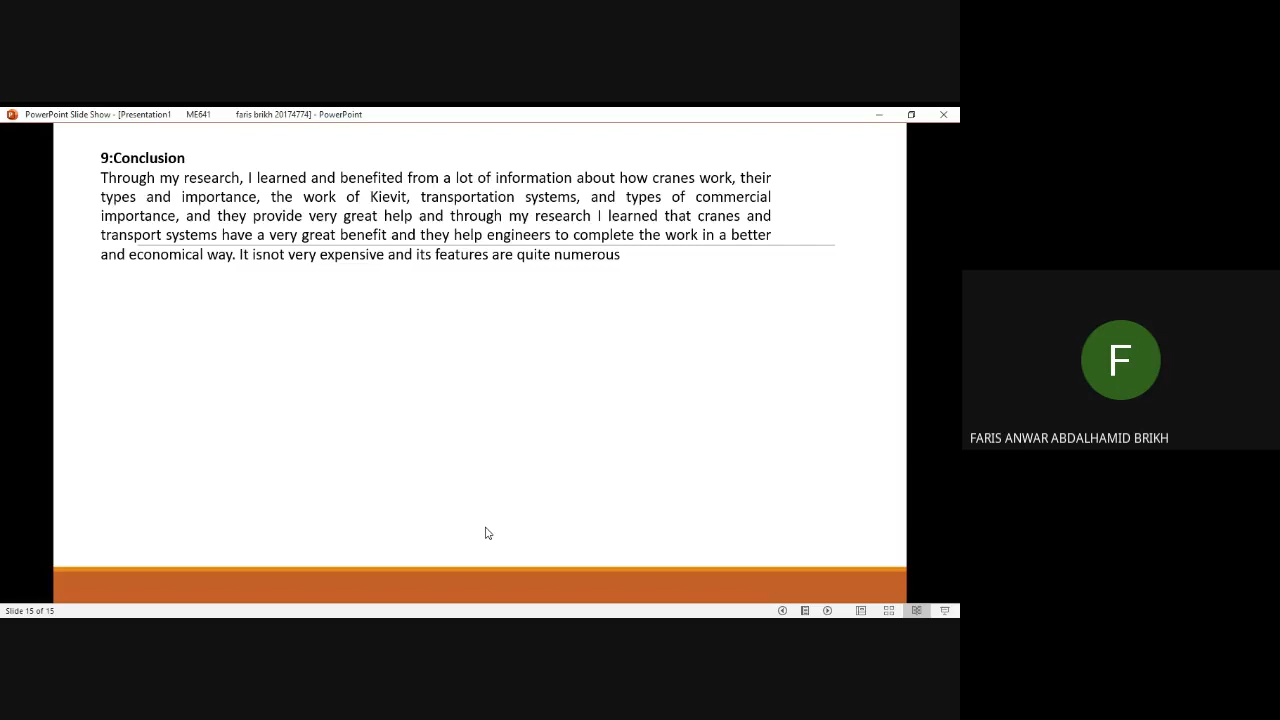 PowerPoint Slide Show - [Presentation1 ME641 faris brikh 20174774] - PowerPoint
9:Conclusion
Through my research, I learned and benefited from a lot of information about how cranes work, their
types and importance, the work of Kievit, transportation systems, and types of commercial
importance, and they provide very great help and through my research I learned that cranes and
transport systems have a very great benefit and they help engineers to complete the work in a better
and economical way. It isnot very expensive and its features are quite numerous
F
FARIS ANWAR ABDALHAMID BRIKH
Slide 15 of 15